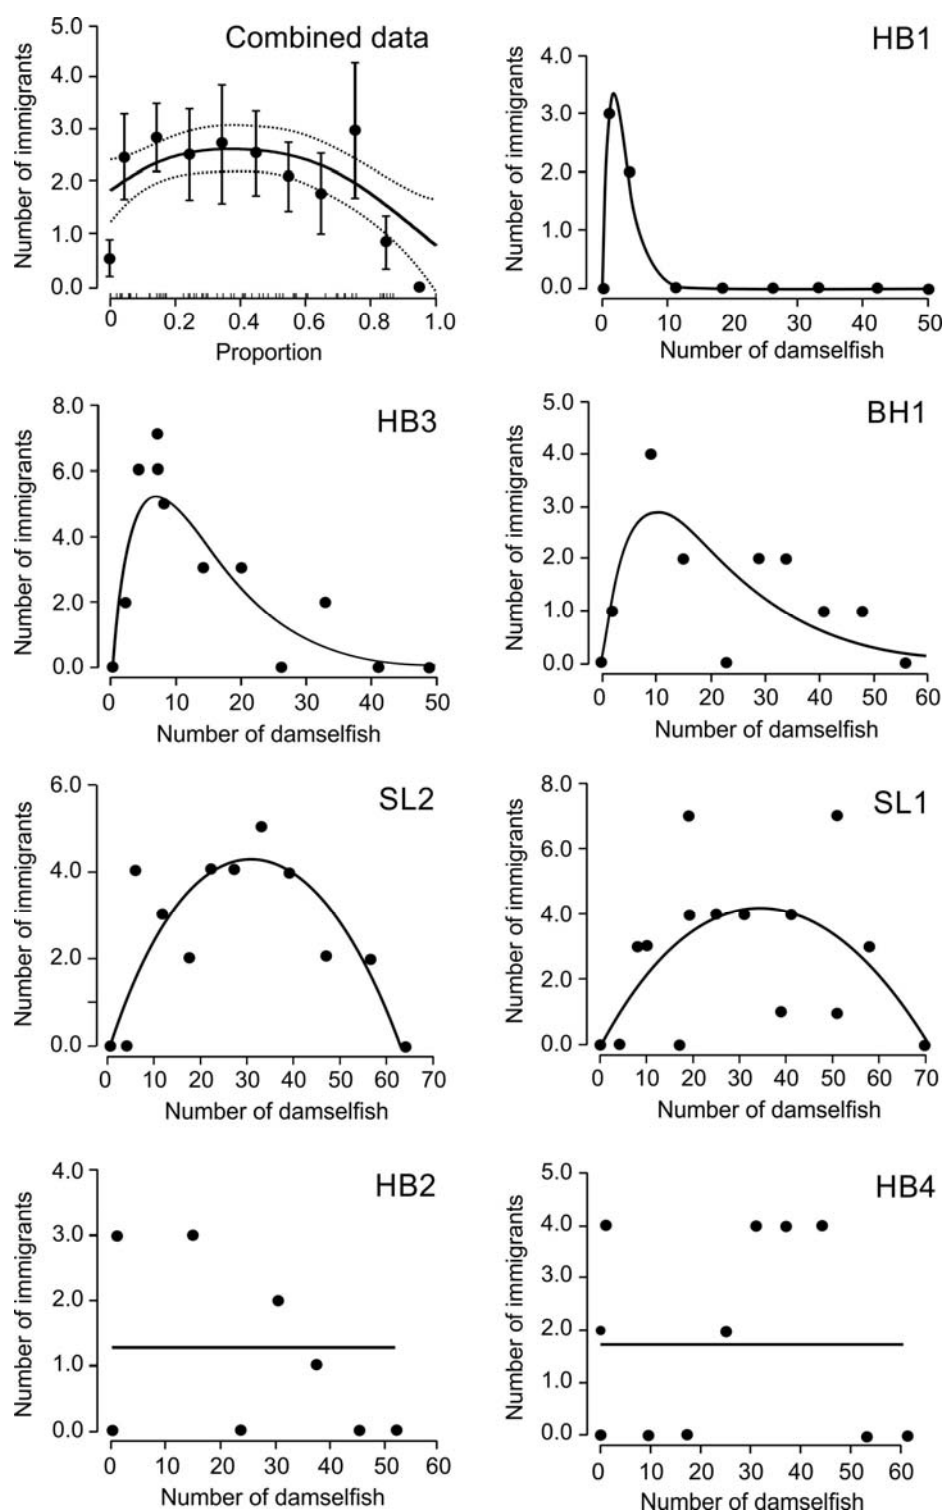 Combined data
Number of immigrants
5.0
4.0
3.0
2.0
1.0
0.0
0 0.2 0.4 0.6 0.8 1.0
Proportion
HB1
Number of immigrants
4.0
3.0
2.0
1.0
0.0
0 10 20 30 40 50
Number of damselfish
HB3
Number of immigrants
8.0
6.0
4.0
2.0
0.0
0 10 20 30 40 50
Number of damselfish
BH1
Number of immigrants
5.0
4.0
3.0
2.0
1.0
0.0
0 10 20 30 40 50 60
Number of damselfish
SL2
Number of immigrants
6.0
4.0
2.0
0.0
0 10 20 30 40 50 60 70
Number of damselfish
SL1
Number of immigrants
8.0
6.0
4.0
2.0
0.0
0 10 20 30 40 50 60 70
Number of damselfish
HB2
Number of immigrants
4.0
3.0
2.0
1.0
0.0
0 10 20 30 40 50 60
Number of damselfish
HB4
Number of immigrants
5.0
4.0
3.0
2.0
1.0
0.0
0 10 20 30 40 50 60
Number of damselfish